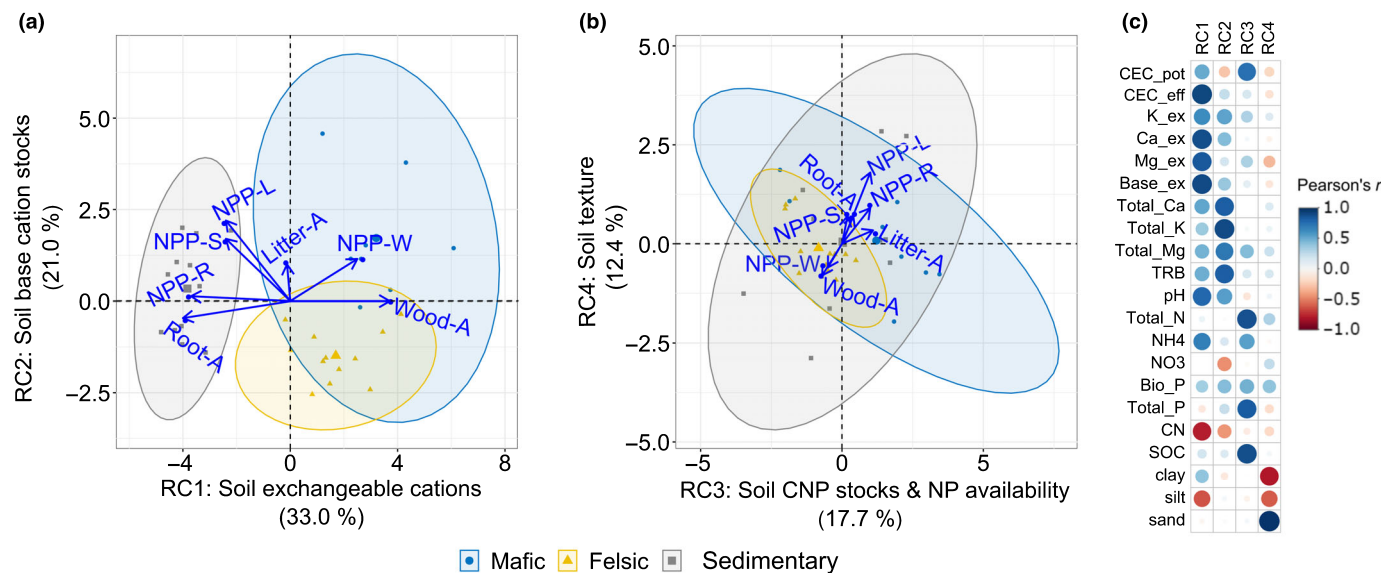 (a)
RC2: Soil base cation stocks
(21.0 %)
5.0
2.5
0.0
−2.5
NPP-L
NPP-S
Litter-A
NPP-W
NPP-R
Root-A
Wood-A
−4
0
4
8
RC1: Soil exchangeable cations
(33.0 %)
(b)
RC4: Soil texture
(12.4 %)
5.0
2.5
0.0
−2.5
−5.0
Root-A
NPP-L
NPP-R
NPP-S
Litter-A
NPP-W
Wood-A
−5
0
5
RC3: Soil CNP stocks & NP availability
(17.7 %)
Mafic
Felsic
Sedimentary
(c)
RC1 RC2 RC3 RC4
CEC_pot
CEC_eff
K_ex
Ca_ex
Mg_ex
Base_ex
Total_Ca
Total_K
Total_Mg
TRB
pH
Total_N
NH4
NO3
Bio_P
Total_P
CN
SOC
clay
silt
sand
Pearson's r
1.0
0.5
0.0
−0.5
−1.0